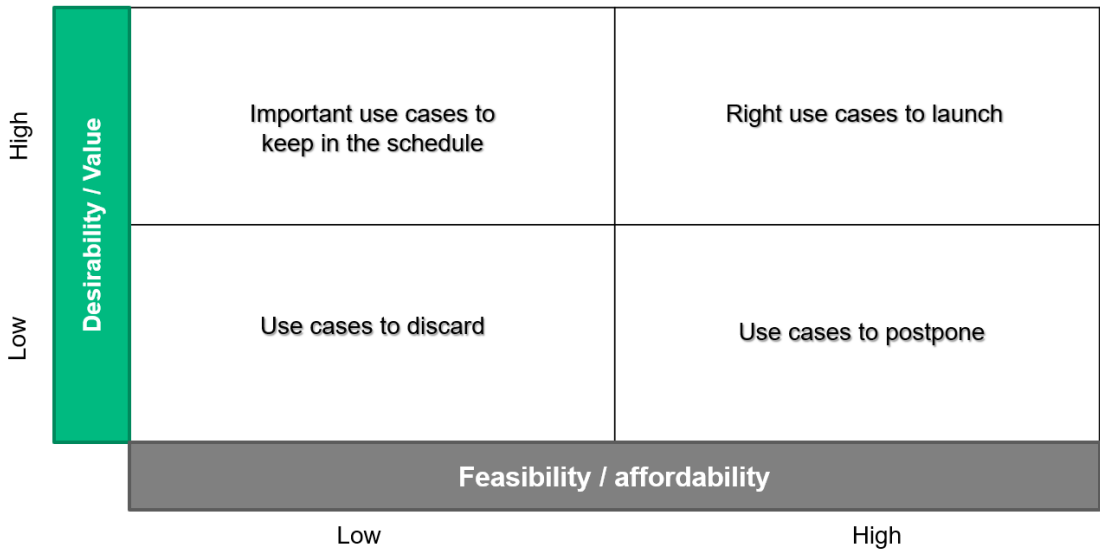 High
Low
Desirability / Value
Important use cases to
keep in the schedule
Right use cases to launch
Use cases to discard
Use cases to postpone
Feasibility / affordability
Low
High